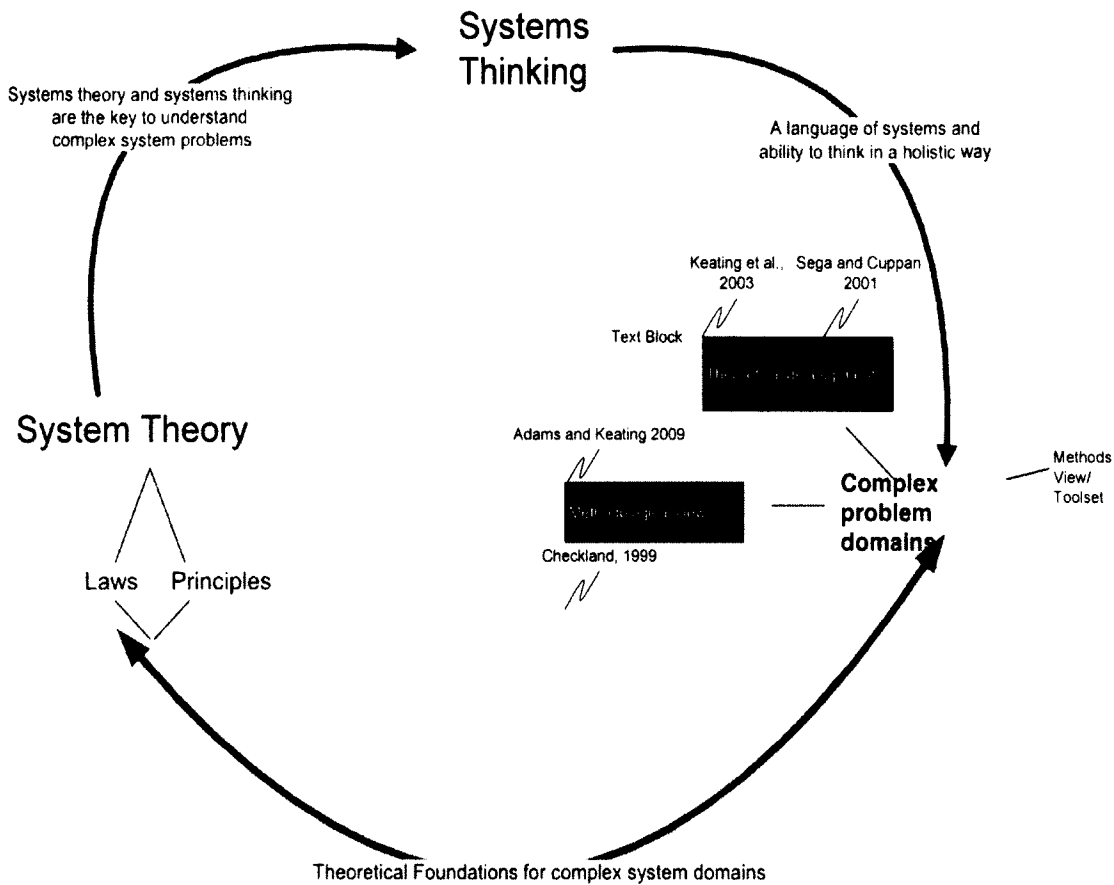 Systems
Thinking
Systems theory and systems thinking
are the key to understand
complex system problems
A language of systems and
ability to think in a holistic way
Keating et al.,
2003
Sega and Cuppan
2001
Text Block
System Theory
Adams and Keating 2009
Methods
View/
Toolset
Complex
problem
domains
Checkland, 1999
Laws
Principles
Theoretical Foundations for complex system domains